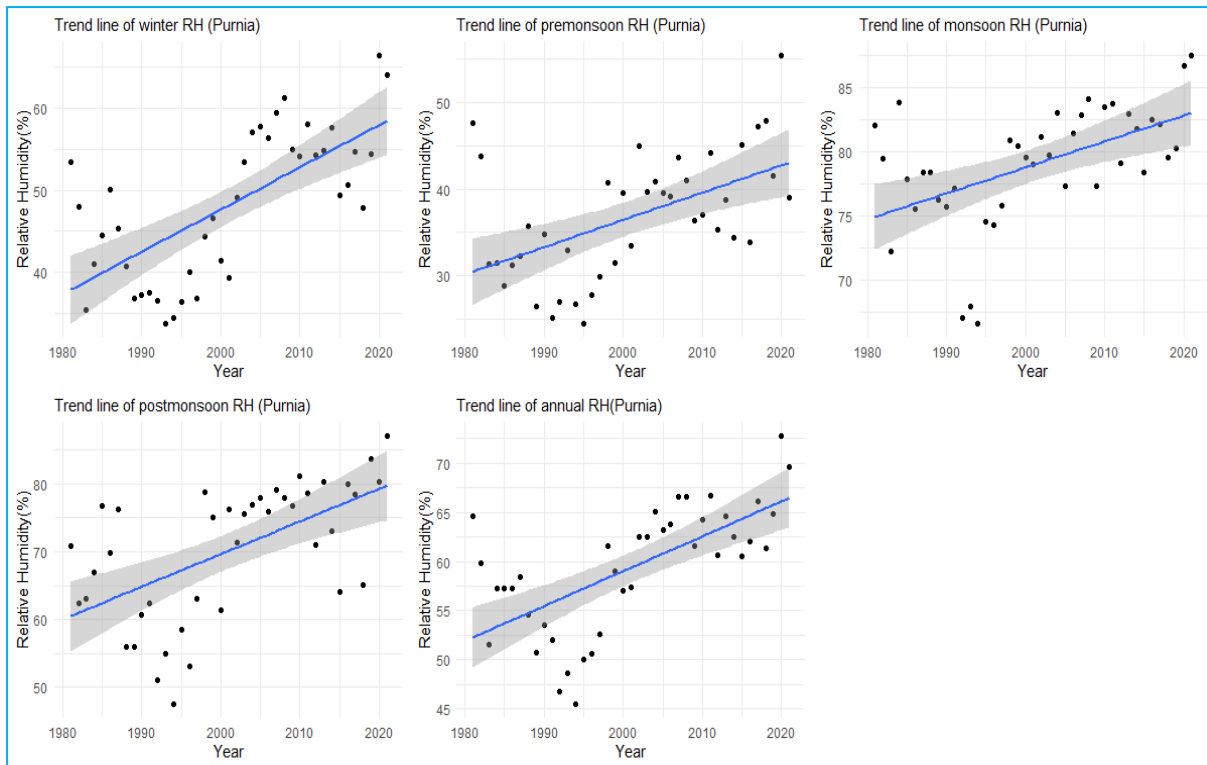 Trend line of winter RH (Purnia)
Relative Humidity(%)
60
50
40
1980 1990 2000 2010 2020
Year
Trend line of premonsoon RH (Purnia)
Relative Humidity(%)
50
40
30
1980 1990 2000 2010 2020
Year
Trend line of monsoon RH (Purnia)
Relative Humidity(%)
85
80
75
70
1980 1990 2000 2010 2020
Year
Trend line of postmonsoon RH (Purnia)
Relative Humidity(%)
80
70
60
50
1980 1990 2000 2010 2020
Year
Trend line of annual RH(Purnia)
Relative Humidity(%)
70
65
60
55
50
45
1980 1990 2000 2010 2020
Year